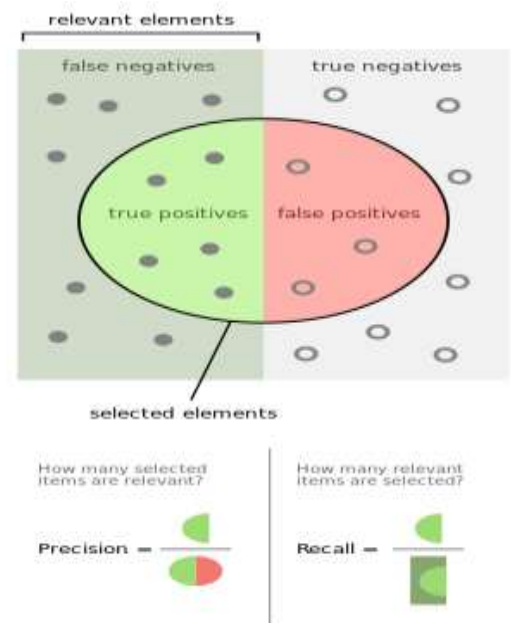 relevant elements
false negatives
true negatives
true positives
false positives
selected elements
How many selected
items are relevant?
How many relevant
items are selected?
Precision =
Recall =